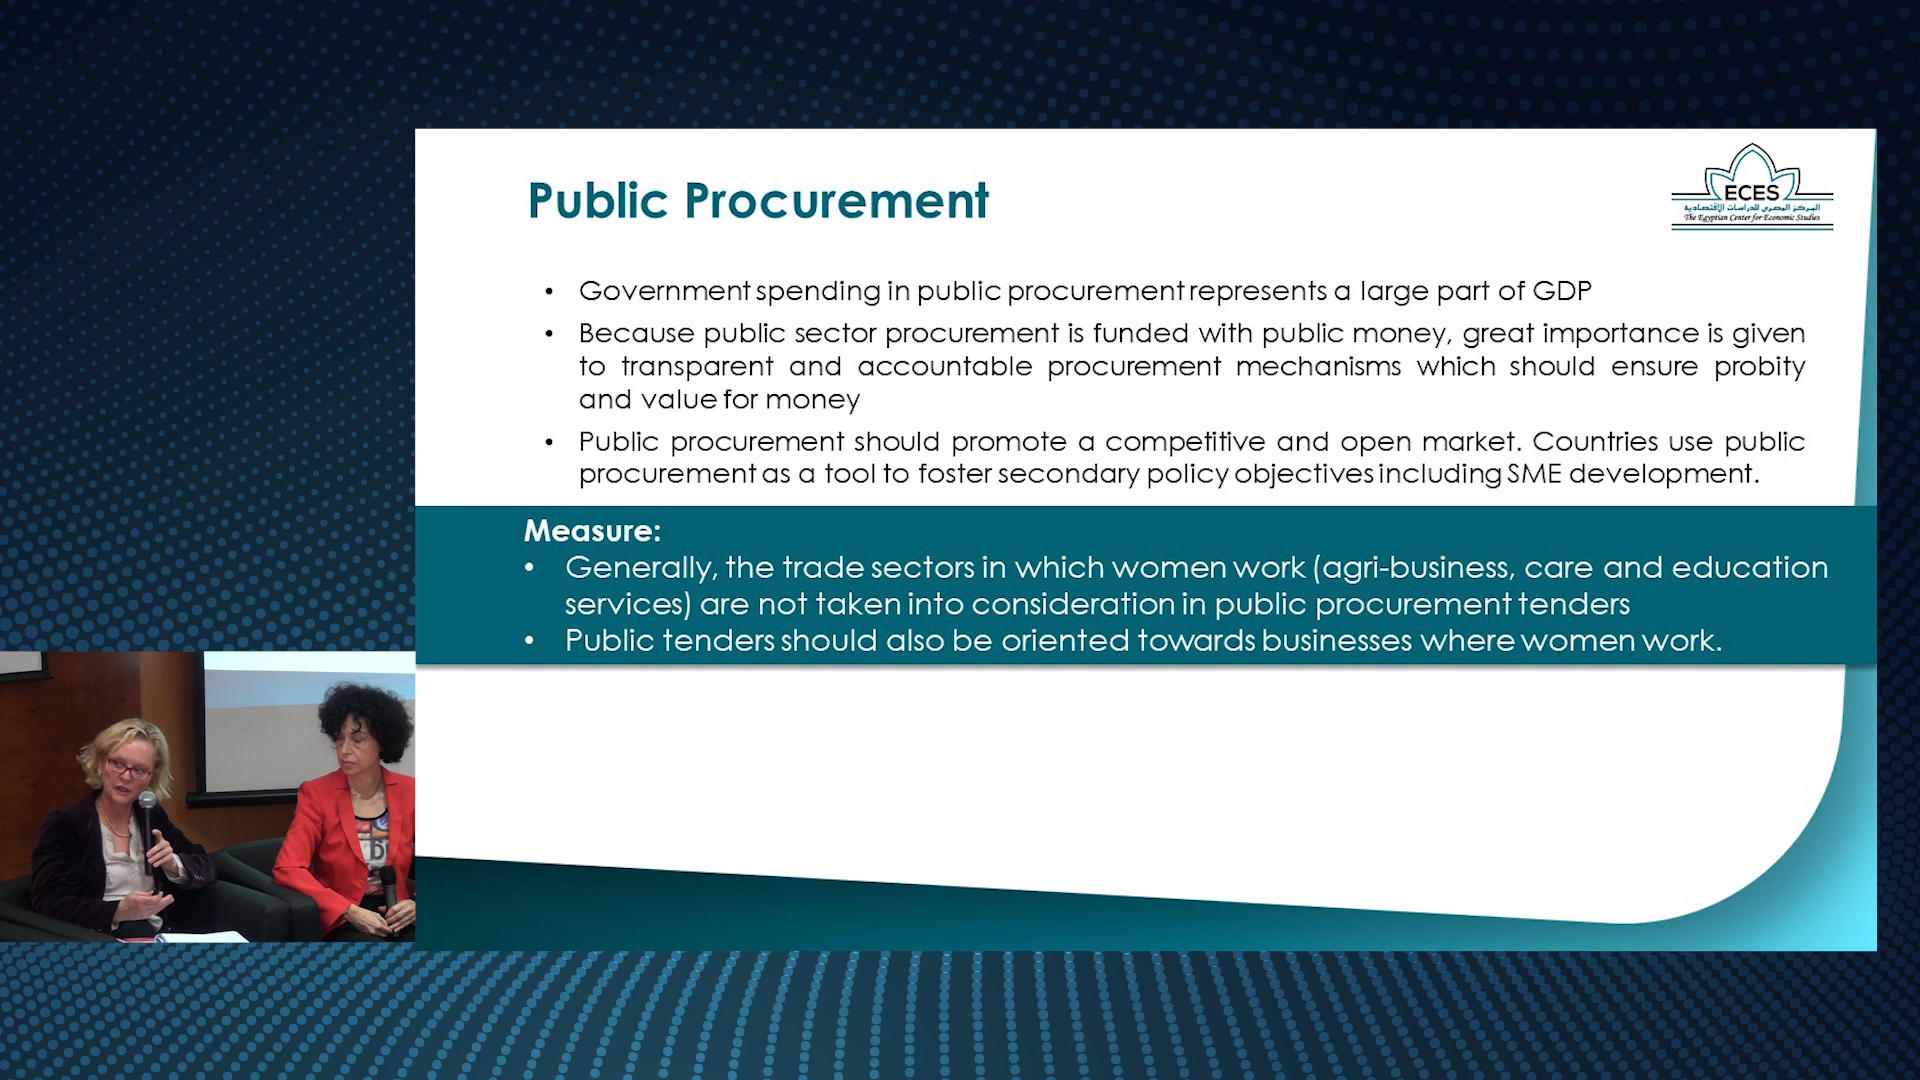 Public Procurement
ECES
المركز المصرى للدراسات الاقتصادية
The Egyptian Center for Economic Studies
• Government spending in public procurement represents a large part of GDP
• Because public sector procurement is funded with public money, great importance is given
to transparent and accountable procurement mechanisms which should ensure probity
and value for money
• Public procurement should promote a competitive and open market. Countries use public
procurement as a tool to foster secondary policy objectives including SME development.
Measure:
• Generally, the trade sectors in which women work (agri-business, care and education
services) are not taken into consideration in public procurement tenders
• Public tenders should also be oriented towards businesses where women work.